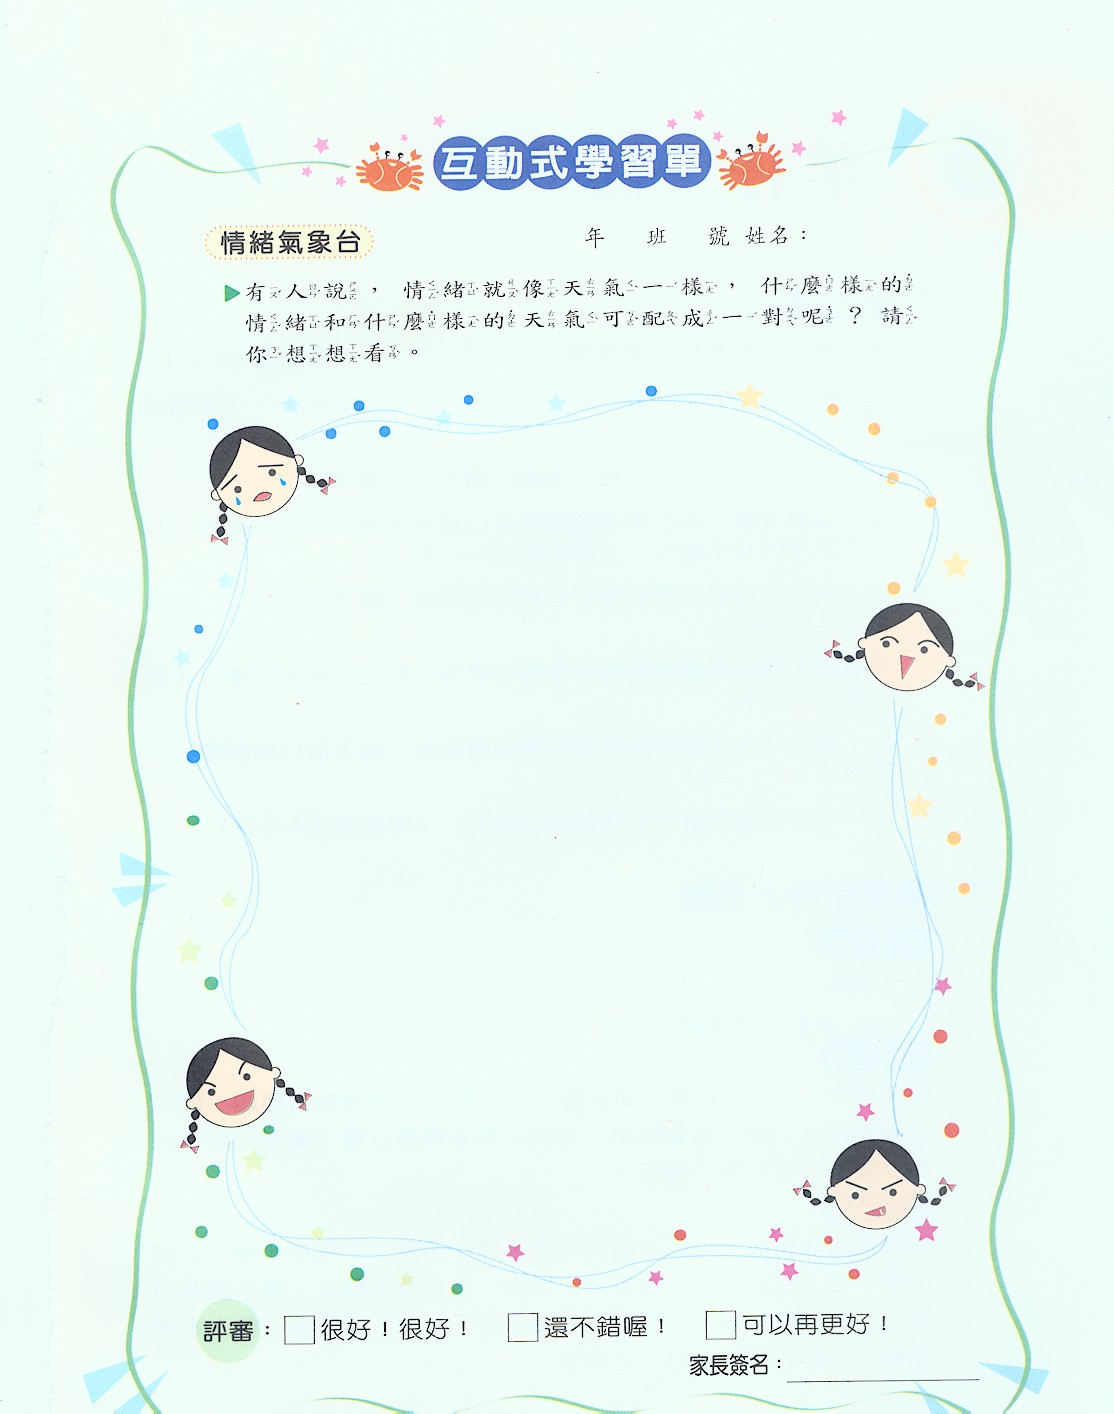 互動式學習單
情緒氣象台
年 班 號 姓名：
▶有人說，情緒就像天氣一樣，什麼樣的
情緒和什麼樣的天氣可配成一對呢？請
你想想看。
評審：□很好！很好！ □還不錯喔！ □可以再更好！
家長簽名：